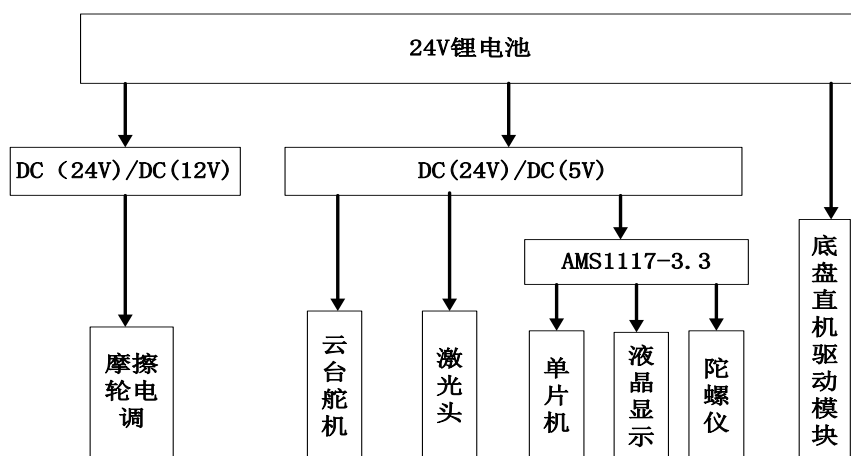 24V锂电池
DC（24V)/DC(12V)
DC(24V)/DC(5V)
AMS1117-3.3
摩擦
轮电
调
云台舵机
激光头
单片机
液晶显示
陀螺仪
底盘直机驱动模块